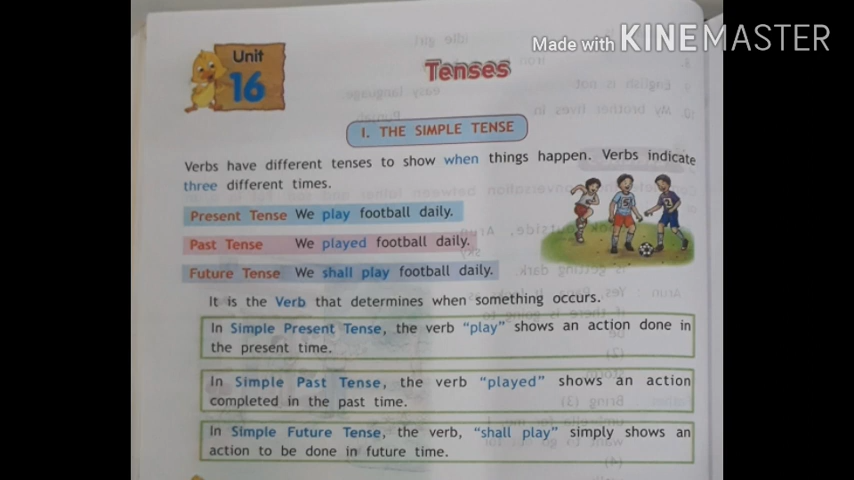 Made with KINEMASTER
Unit
16
Tenses
I. THE SIMPLE TENSE
Verbs have different tenses to show when things happen. Verbs indicate
three different times.
Present Tense We play football daily.
Past Tense We played football daily.
Future Tense We shall play football daily.
It is the Verb that determines when something occurs.
In Simple Present Tense, the verb “play” shows an action done in
the present time.
In Simple Past Tense, the verb “played” shows an action
completed in the past time.
In Simple Future Tense, the verb, “shall play” simply shows an
action to be done in future time.